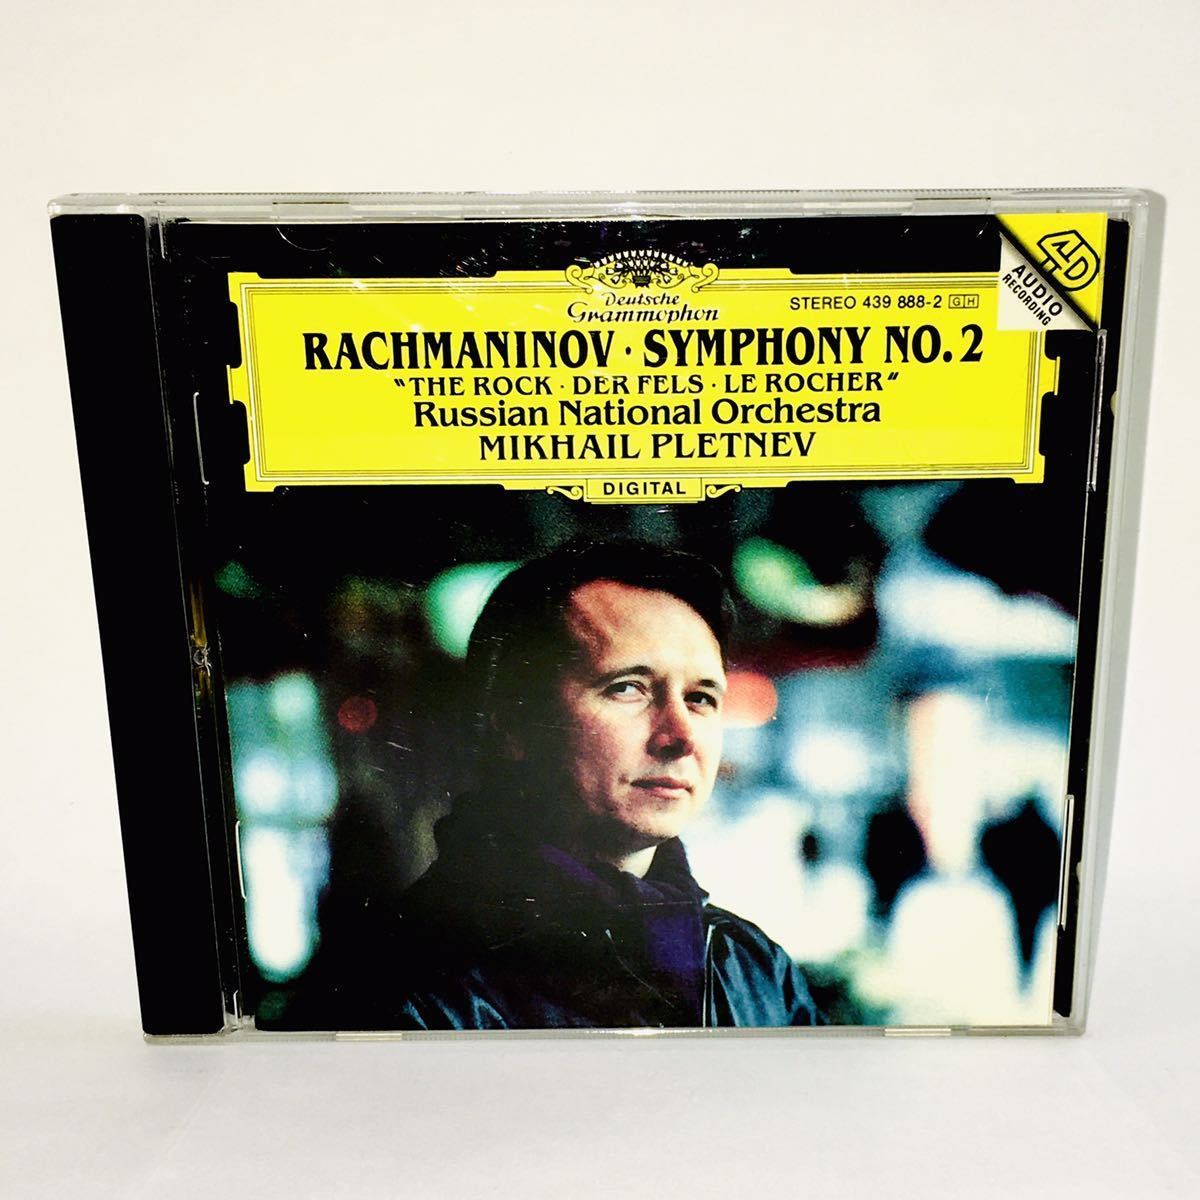 Deutsche
Grammophon
STEREO 439 888-2 GH
4D
AUDIO
RECORDING
RACHMANINOV · SYMPHONY NO. 2
"THE ROCK · DER FELS · LE ROCHER"
Russian National Orchestra
MIKHAIL PLETNEV
DIGITAL